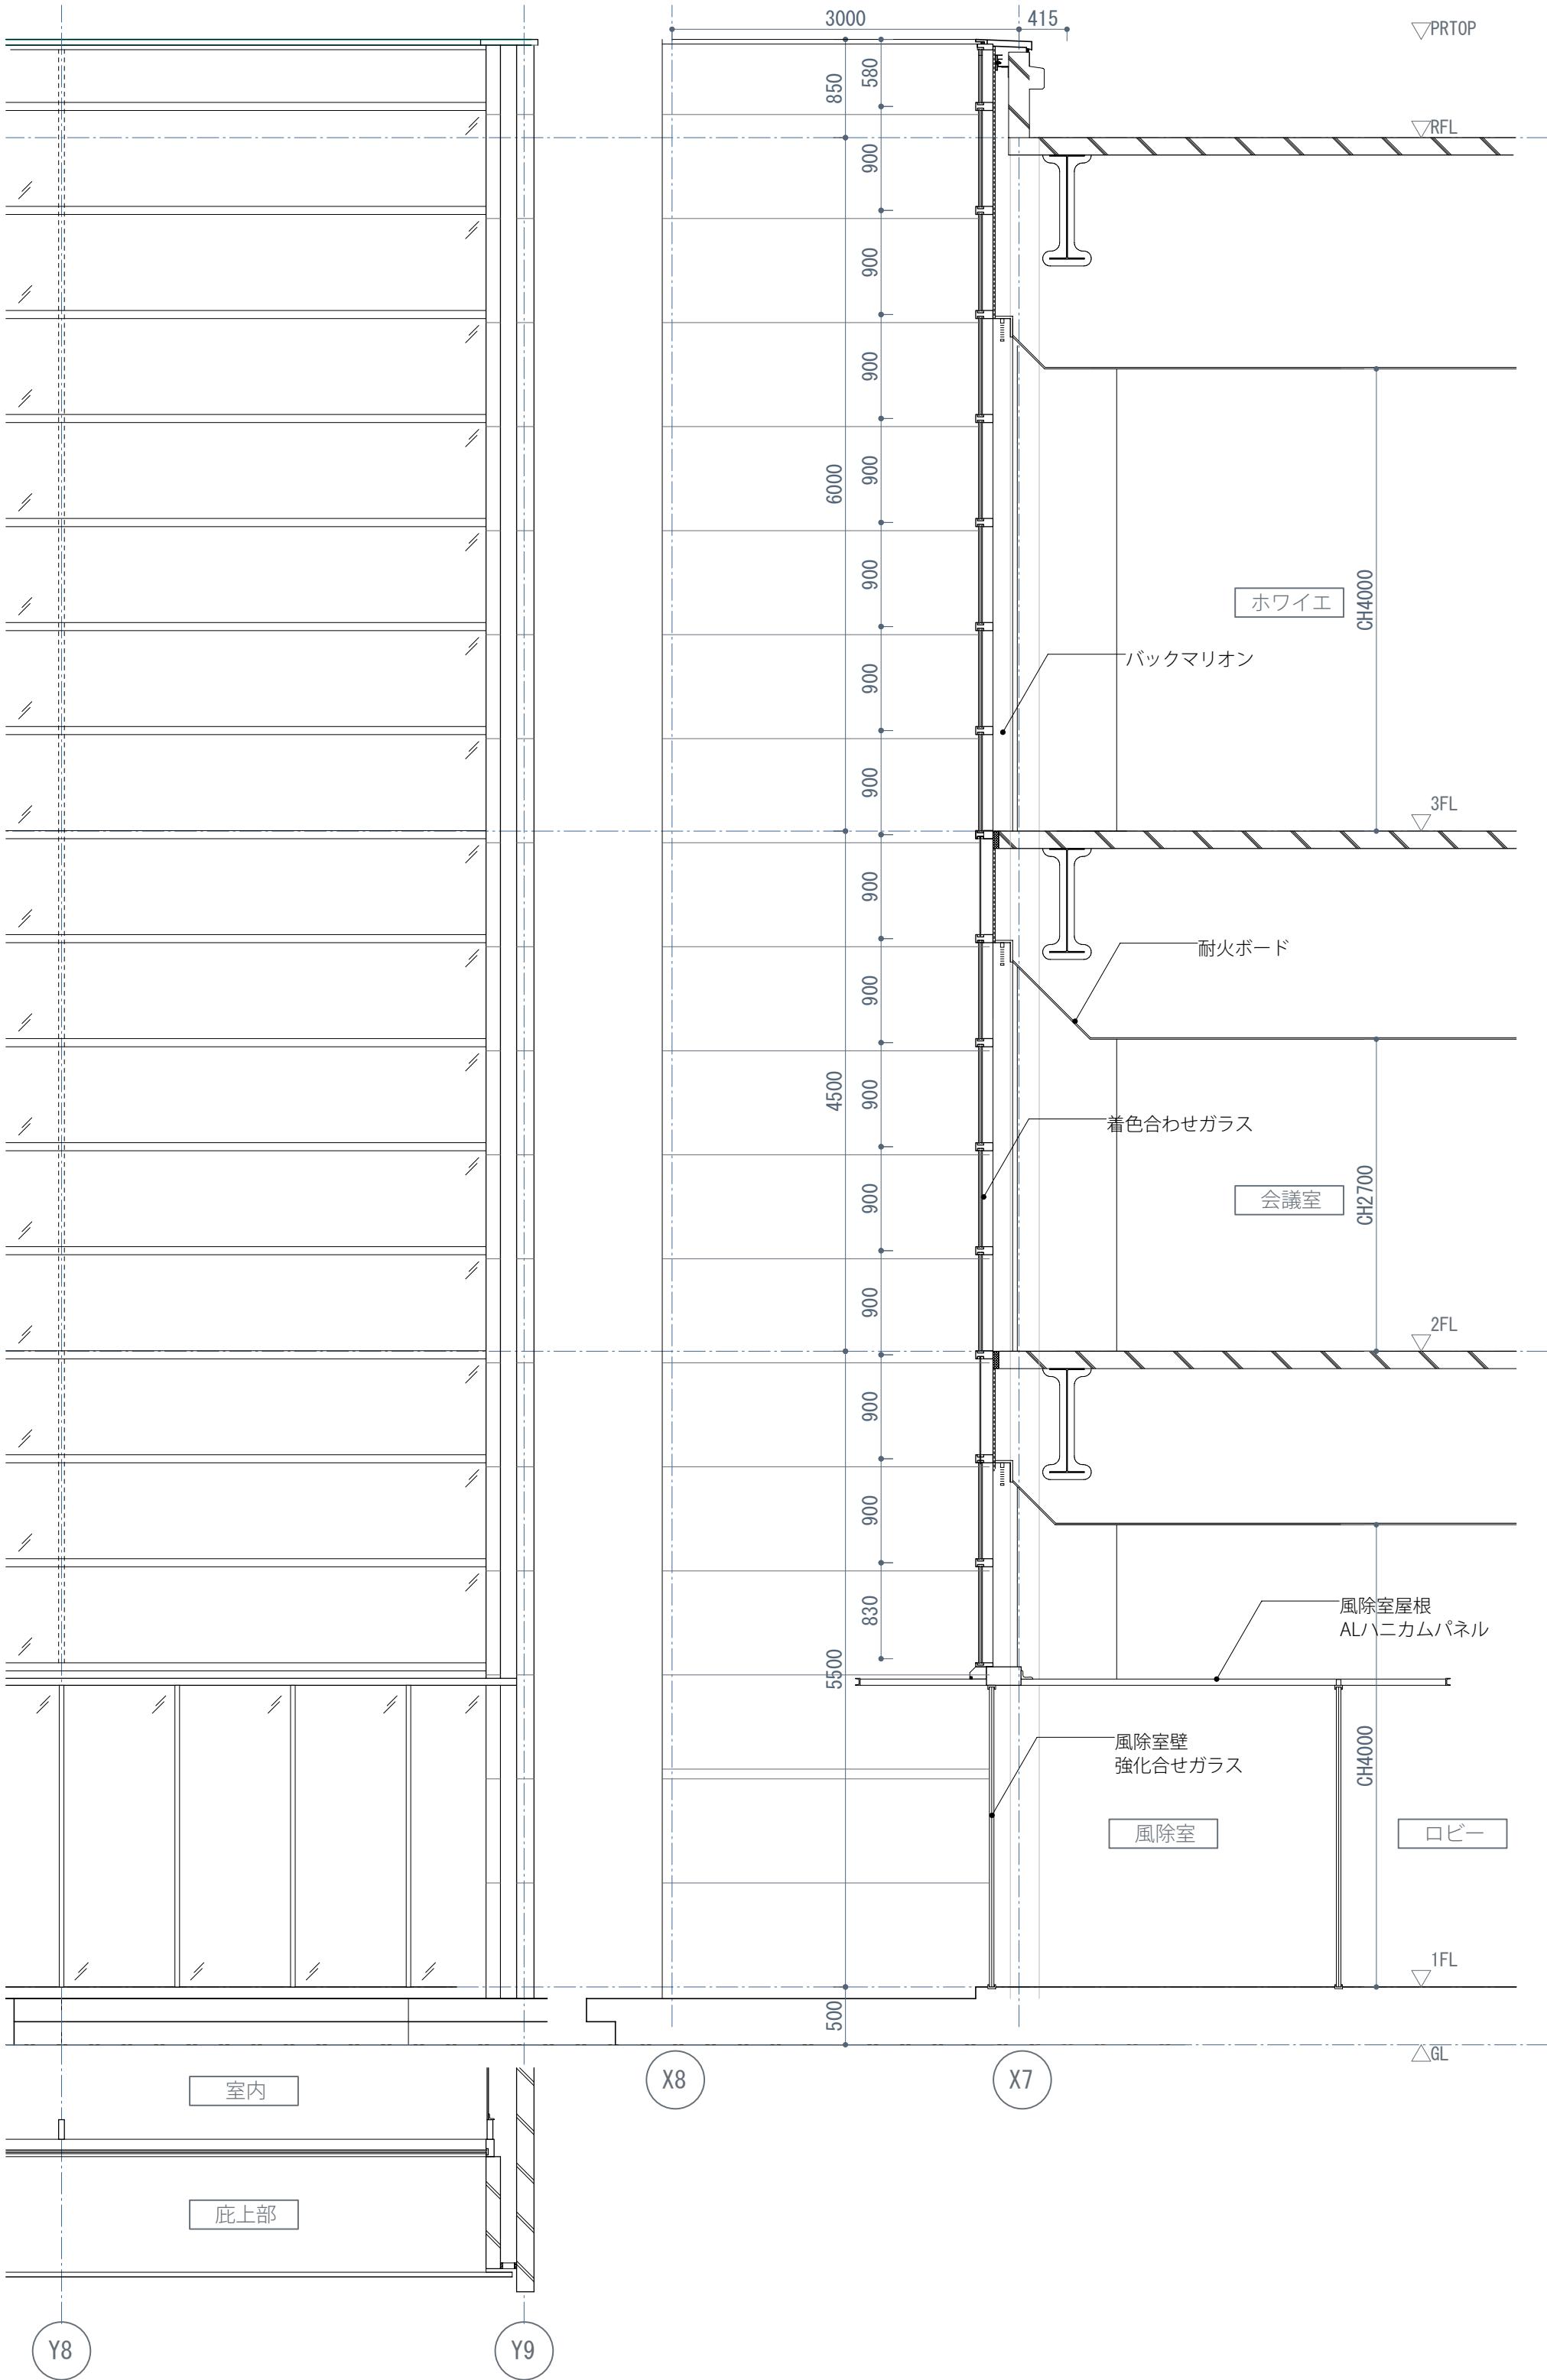 3000
415
PRTOP
850
580
RFL
900
900
900
6000
900
900
ホワイエ
CH4000
900
バックマリオン
900
3FL
900
耐火ボード
900
4500
900
着色合わせガラス
900
会議室
CH2700
900
2FL
900
900
830
風除室屋根
ALハニカムパネル
5500
風除室壁
強化合せガラス
CH4000
風除室
ロビー
1FL
500
GL
X8
X7
室内
庇上部
Y8
Y9